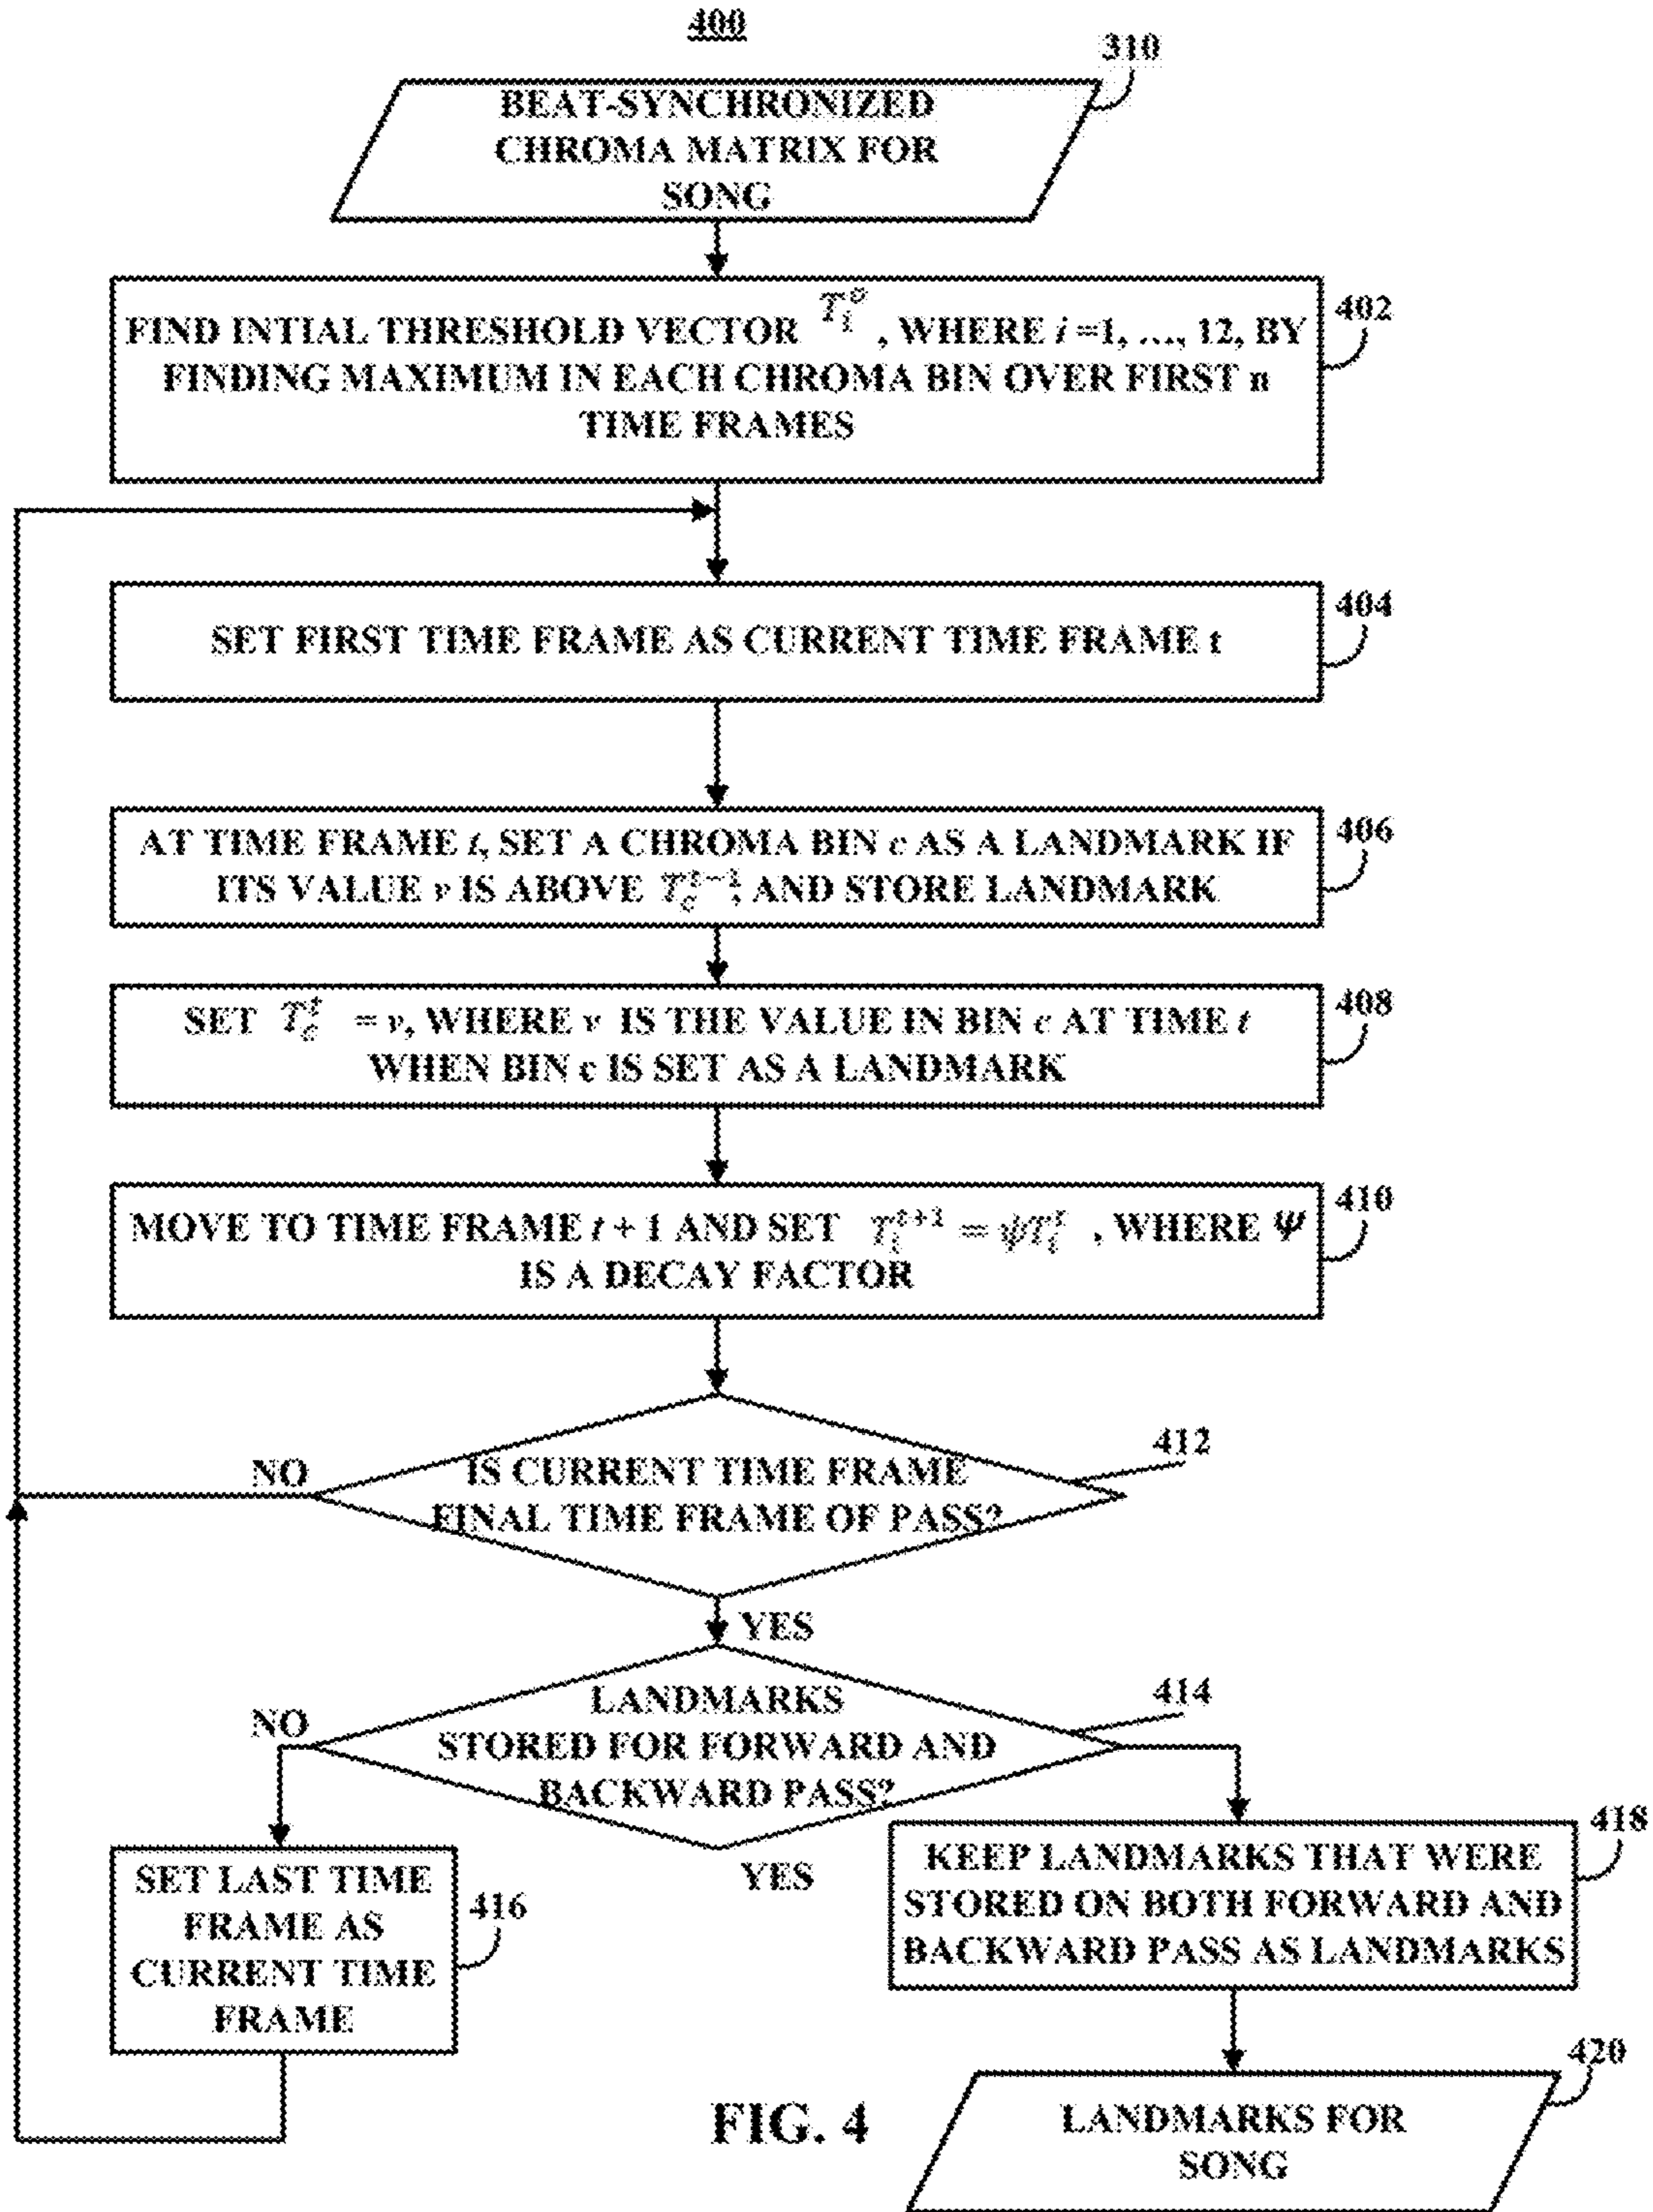 400
310
BEAT-SYNCHRONIZED
CHROMA MATRIX FOR
SONG
FIND INTIAL THRESHOLD VECTOR T_i^0, WHERE i =1, ..., 12, BY
FINDING MAXIMUM IN EACH CHROMA BIN OVER FIRST n
TIME FRAMES
402
SET FIRST TIME FRAME AS CURRENT TIME FRAME t
404
AT TIME FRAME t, SET A CHROMA BIN c AS A LANDMARK IF
ITS VALUE v IS ABOVE T_c^{t-1}, AND STORE LANDMARK
406
SET T_c^t = v, WHERE v IS THE VALUE IN BIN c AT TIME t
WHEN BIN c IS SET AS A LANDMARK
408
MOVE TO TIME FRAME t + 1 AND SET T_i^{t+1} = ψT_i^t , WHERE Ψ
IS A DECAY FACTOR
410
412
NO
IS CURRENT TIME FRAME
FINAL TIME FRAME OF PASS?
YES
414
NO
LANDMARKS
STORED FOR FORWARD AND
BACKWARD PASS?
YES
SET LAST TIME
FRAME AS
CURRENT TIME
FRAME
416
KEEP LANDMARKS THAT WERE
STORED ON BOTH FORWARD AND
BACKWARD PASS AS LANDMARKS
418
420
LANDMARKS FOR
SONG
FIG. 4